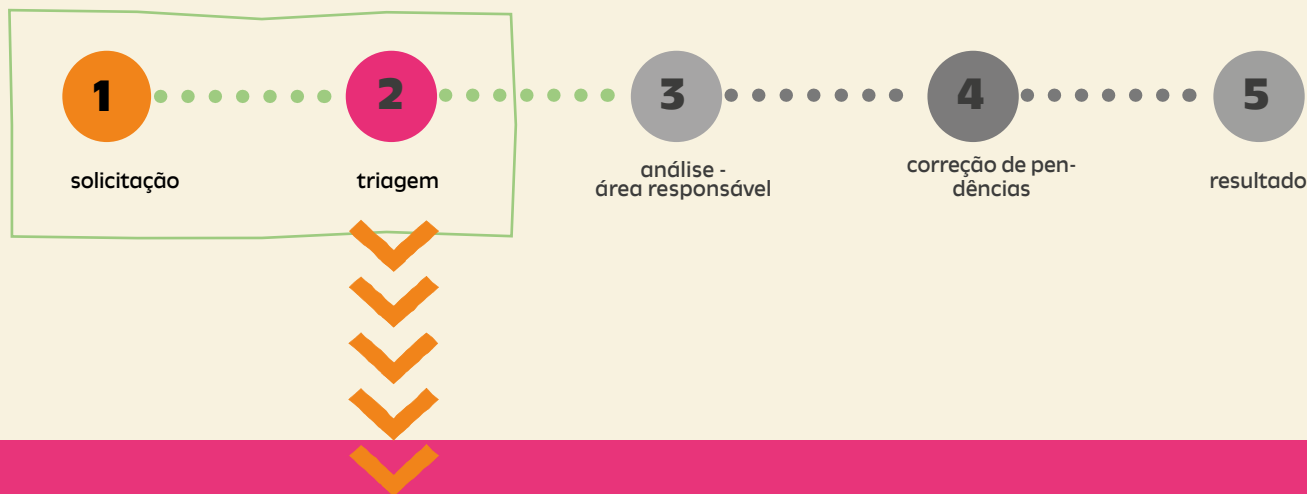 1
2
3
4
5
solicitação
triagem
análise -
área responsável
correção de pen-
dências
resultado